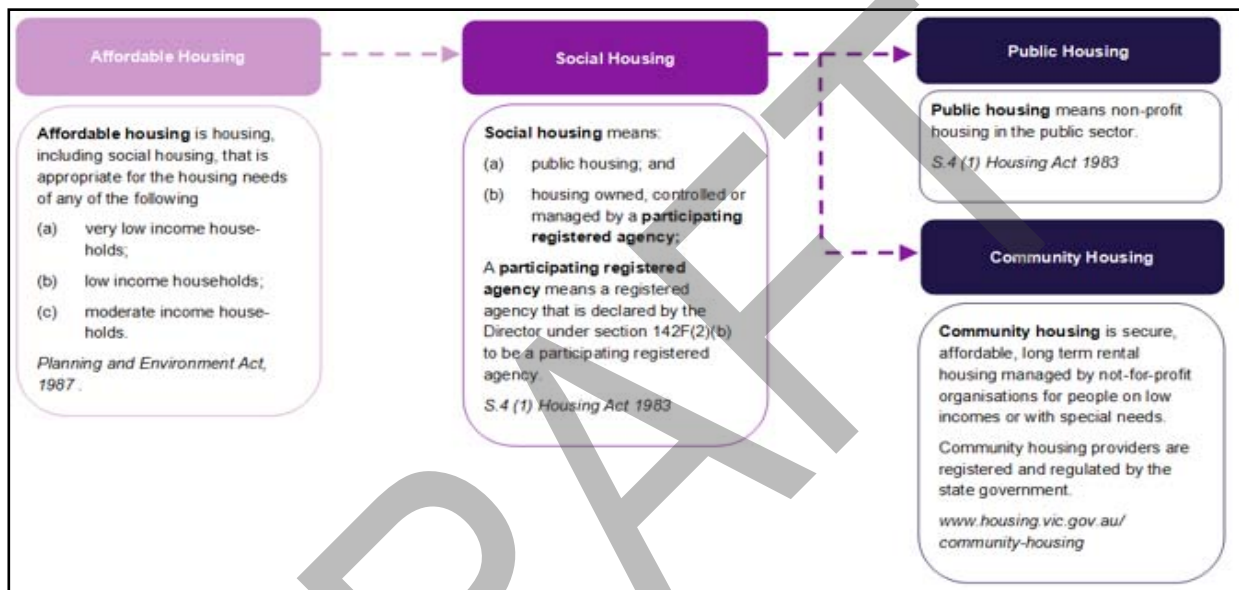 Affordable Housing
Affordable housing is housing,
including social housing, that is
appropriate for the housing needs
of any of the following
(a) very low income house-
holds;
(b) low income households;
(c) moderate income house-
holds.
Planning and Environment Act,
1987 .
Social Housing
Social housing means:
(a) public housing; and
(b) housing owned, controlled or
managed by a participating
registered agency;
A participating registered
agency means a registered
agency that is declared by the
Director under section 142F(2)(b)
to be a participating registered
agency.
S.4 (1) Housing Act 1983
Public Housing
Public housing means non-profit
housing in the public sector.
S.4 (1) Housing Act 1983
Community Housing
Community housing is secure,
affordable, long term rental
housing managed by not-for-profit
organisations for people on low
incomes or with special needs.
Community housing providers are
registered and regulated by the
state government.
www.housing.vic.gov.au/
community-housing